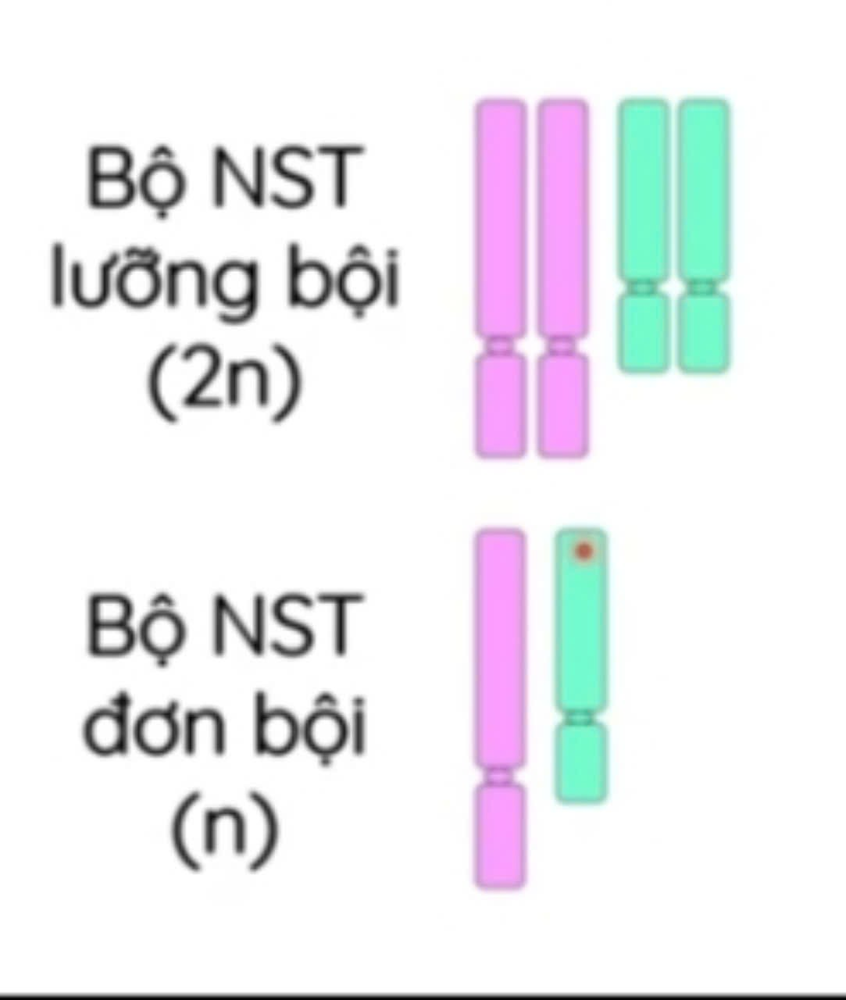 Bộ NST
lưỡng bội
(2n)
Bộ NST
đơn bội
(n)